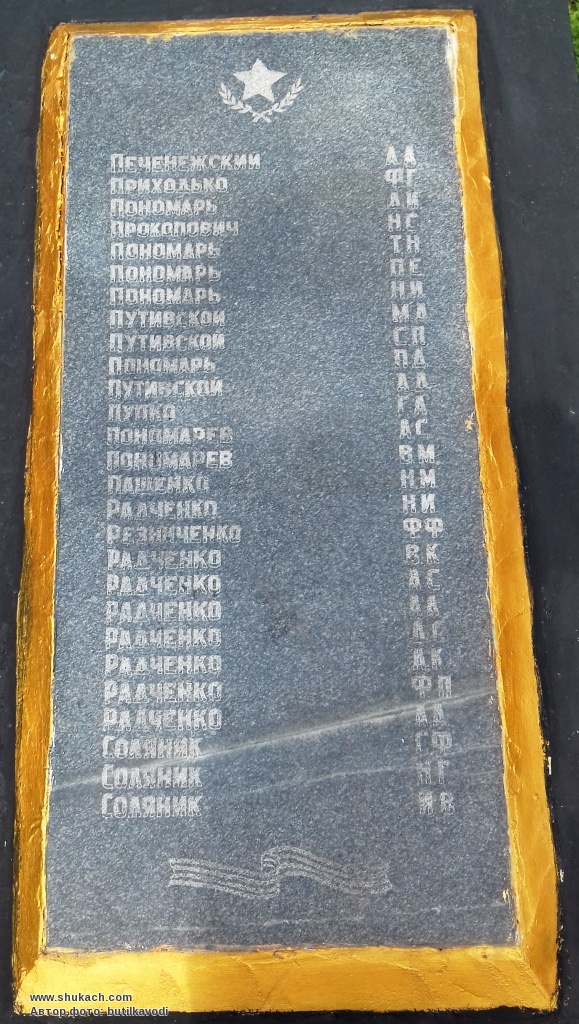 Печенежский А А
Приходько Ф Г
Пономарь А И
Прокопович Н С
Пономарь Т Н
Пономарь П Е
Пономарь Н И
Путивской М
Путивской С П
Пономарь П Д
Путивской А
Пупко Г А
Пономарев А С
Пономарев В М
Пащенко Н М
Радченко Н И
Резниченко Ф Ф
Радченко В К
Радченко А С
Радченко А
Радченко С
Радченко К
Радченко Ф П
Радченко А
Соляник С Ф
Соляник Н Г
Соляник И В
www.shukach.com
Автор фото: butilkavodi